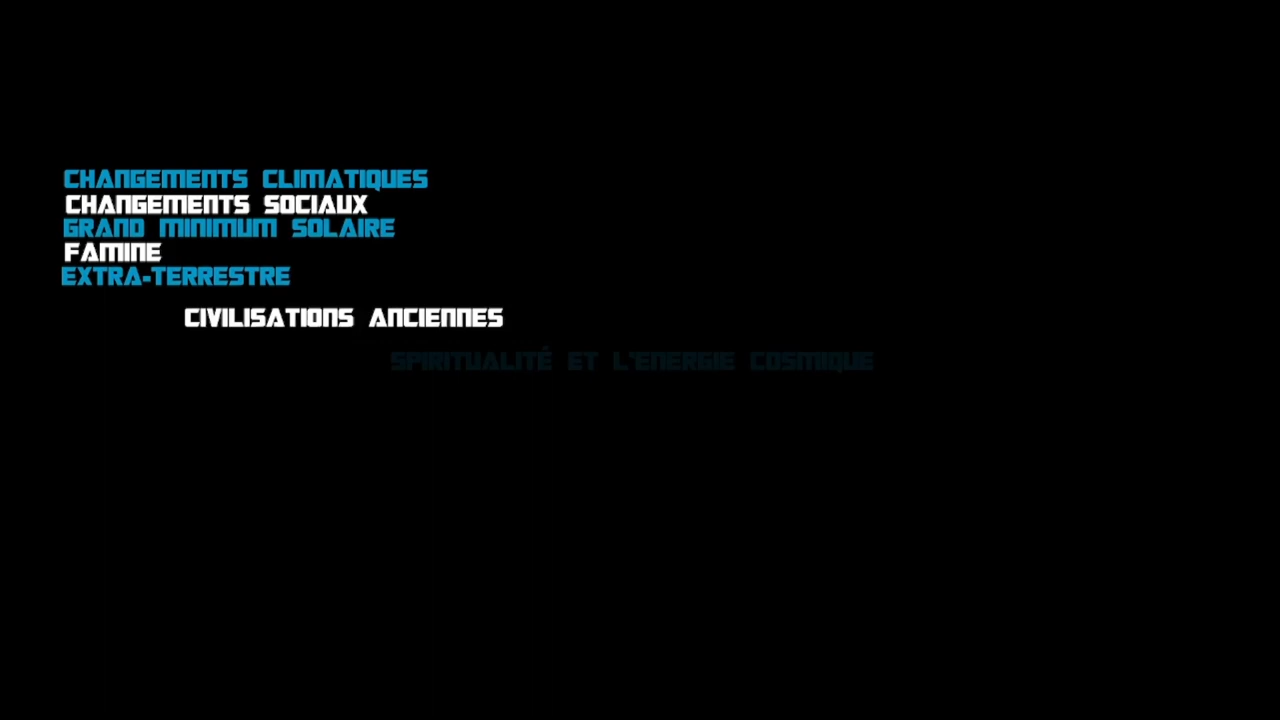 CHANGEMENTS CLIMATIQUES
CHANGEMENTS SOCIAUX
GRAND MINIMUM SOLAIRE
FAMINE
EXTRA-TERRESTRE
CIVILISATIONS ANCIENNES
SPIRITUALITÉ ET L'ENERGIE COSMIQUE